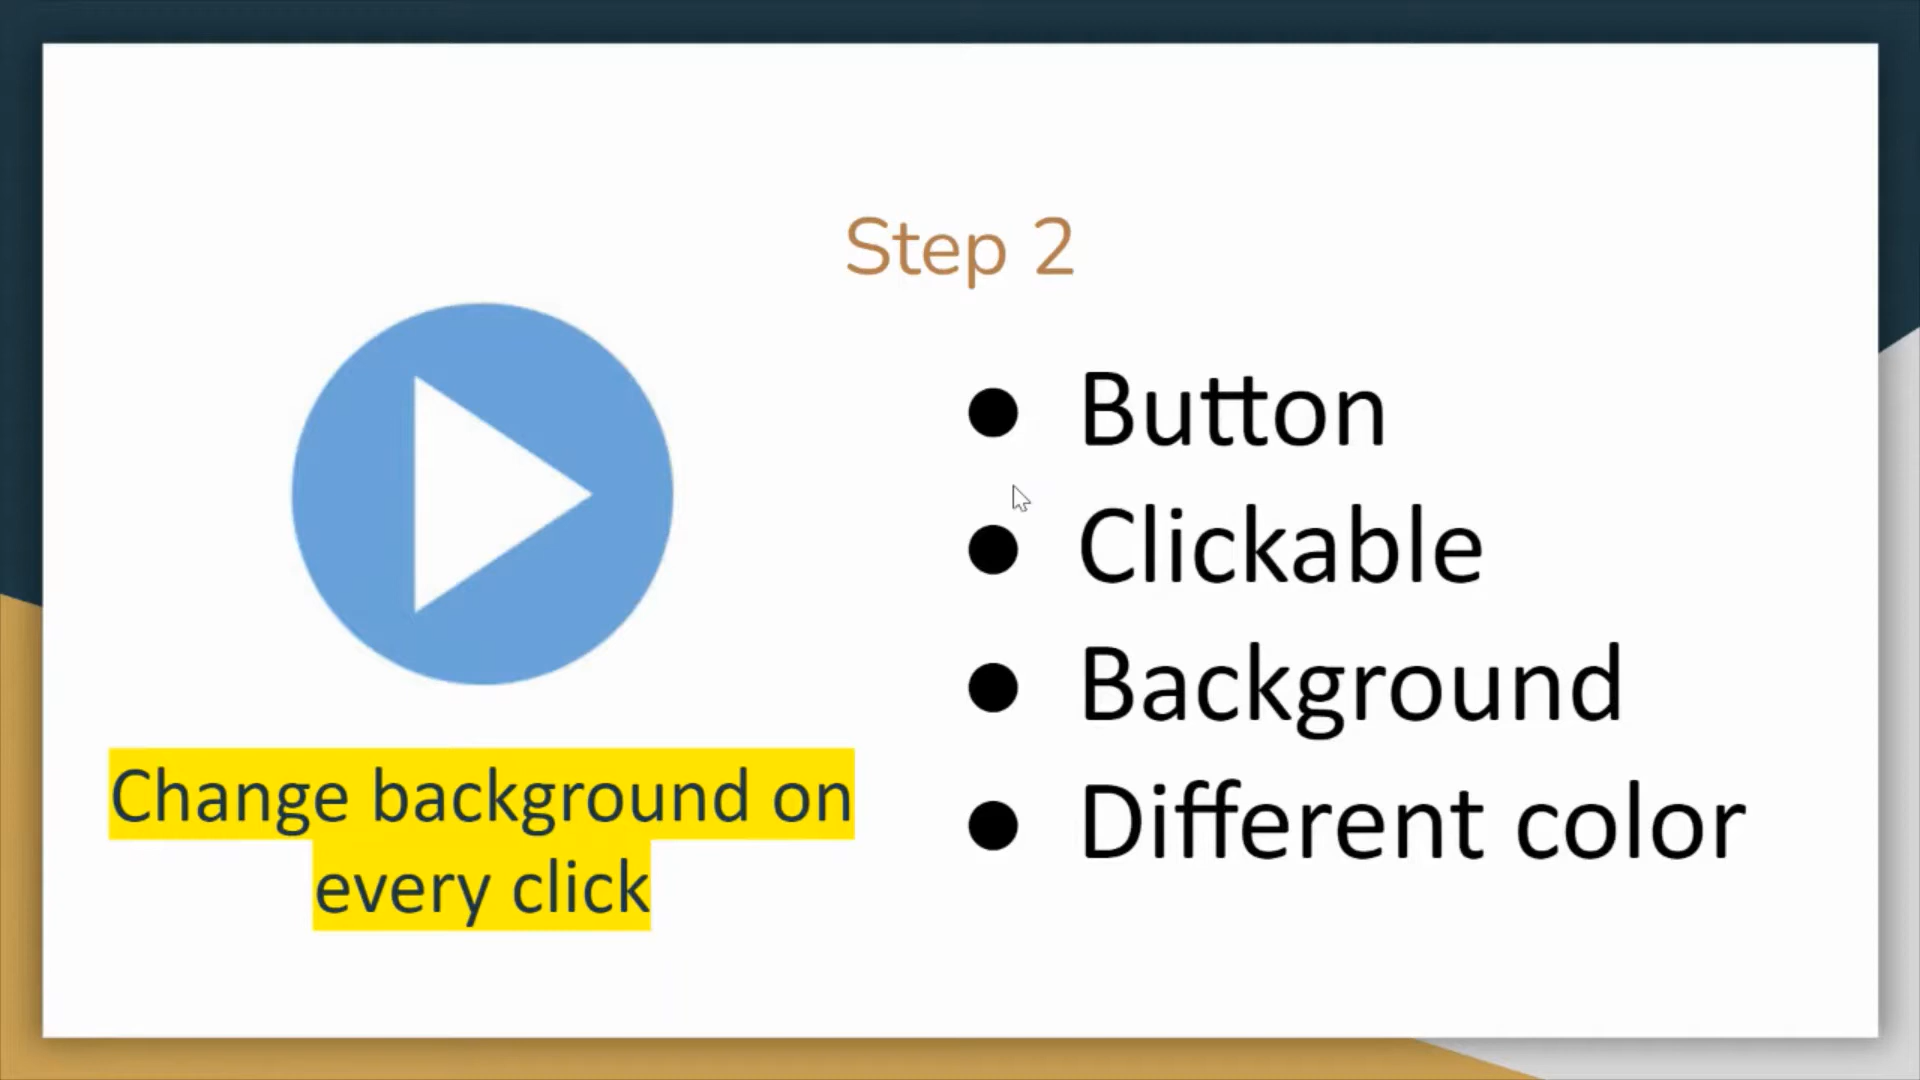 Step 2
Change background on
every click
● Button
● Clickable
● Background
● Different color